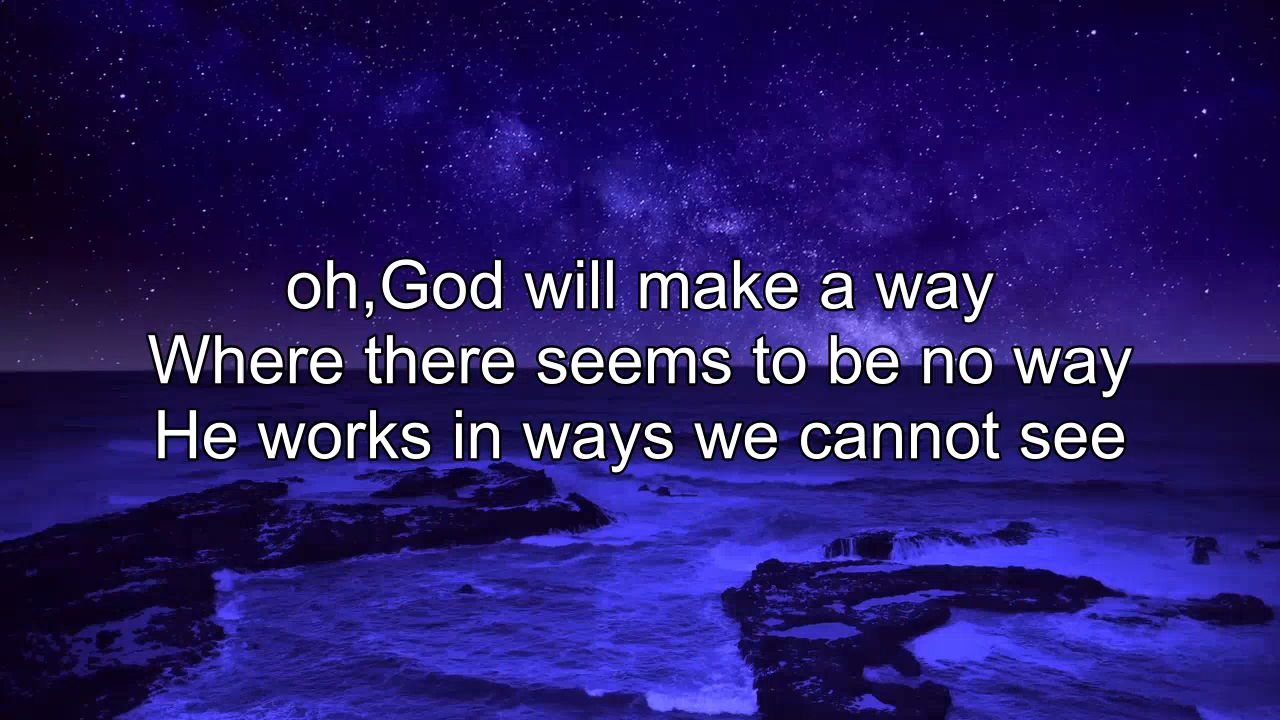 oh,God will make a way
Where there seems to be no way
He works in ways we cannot see